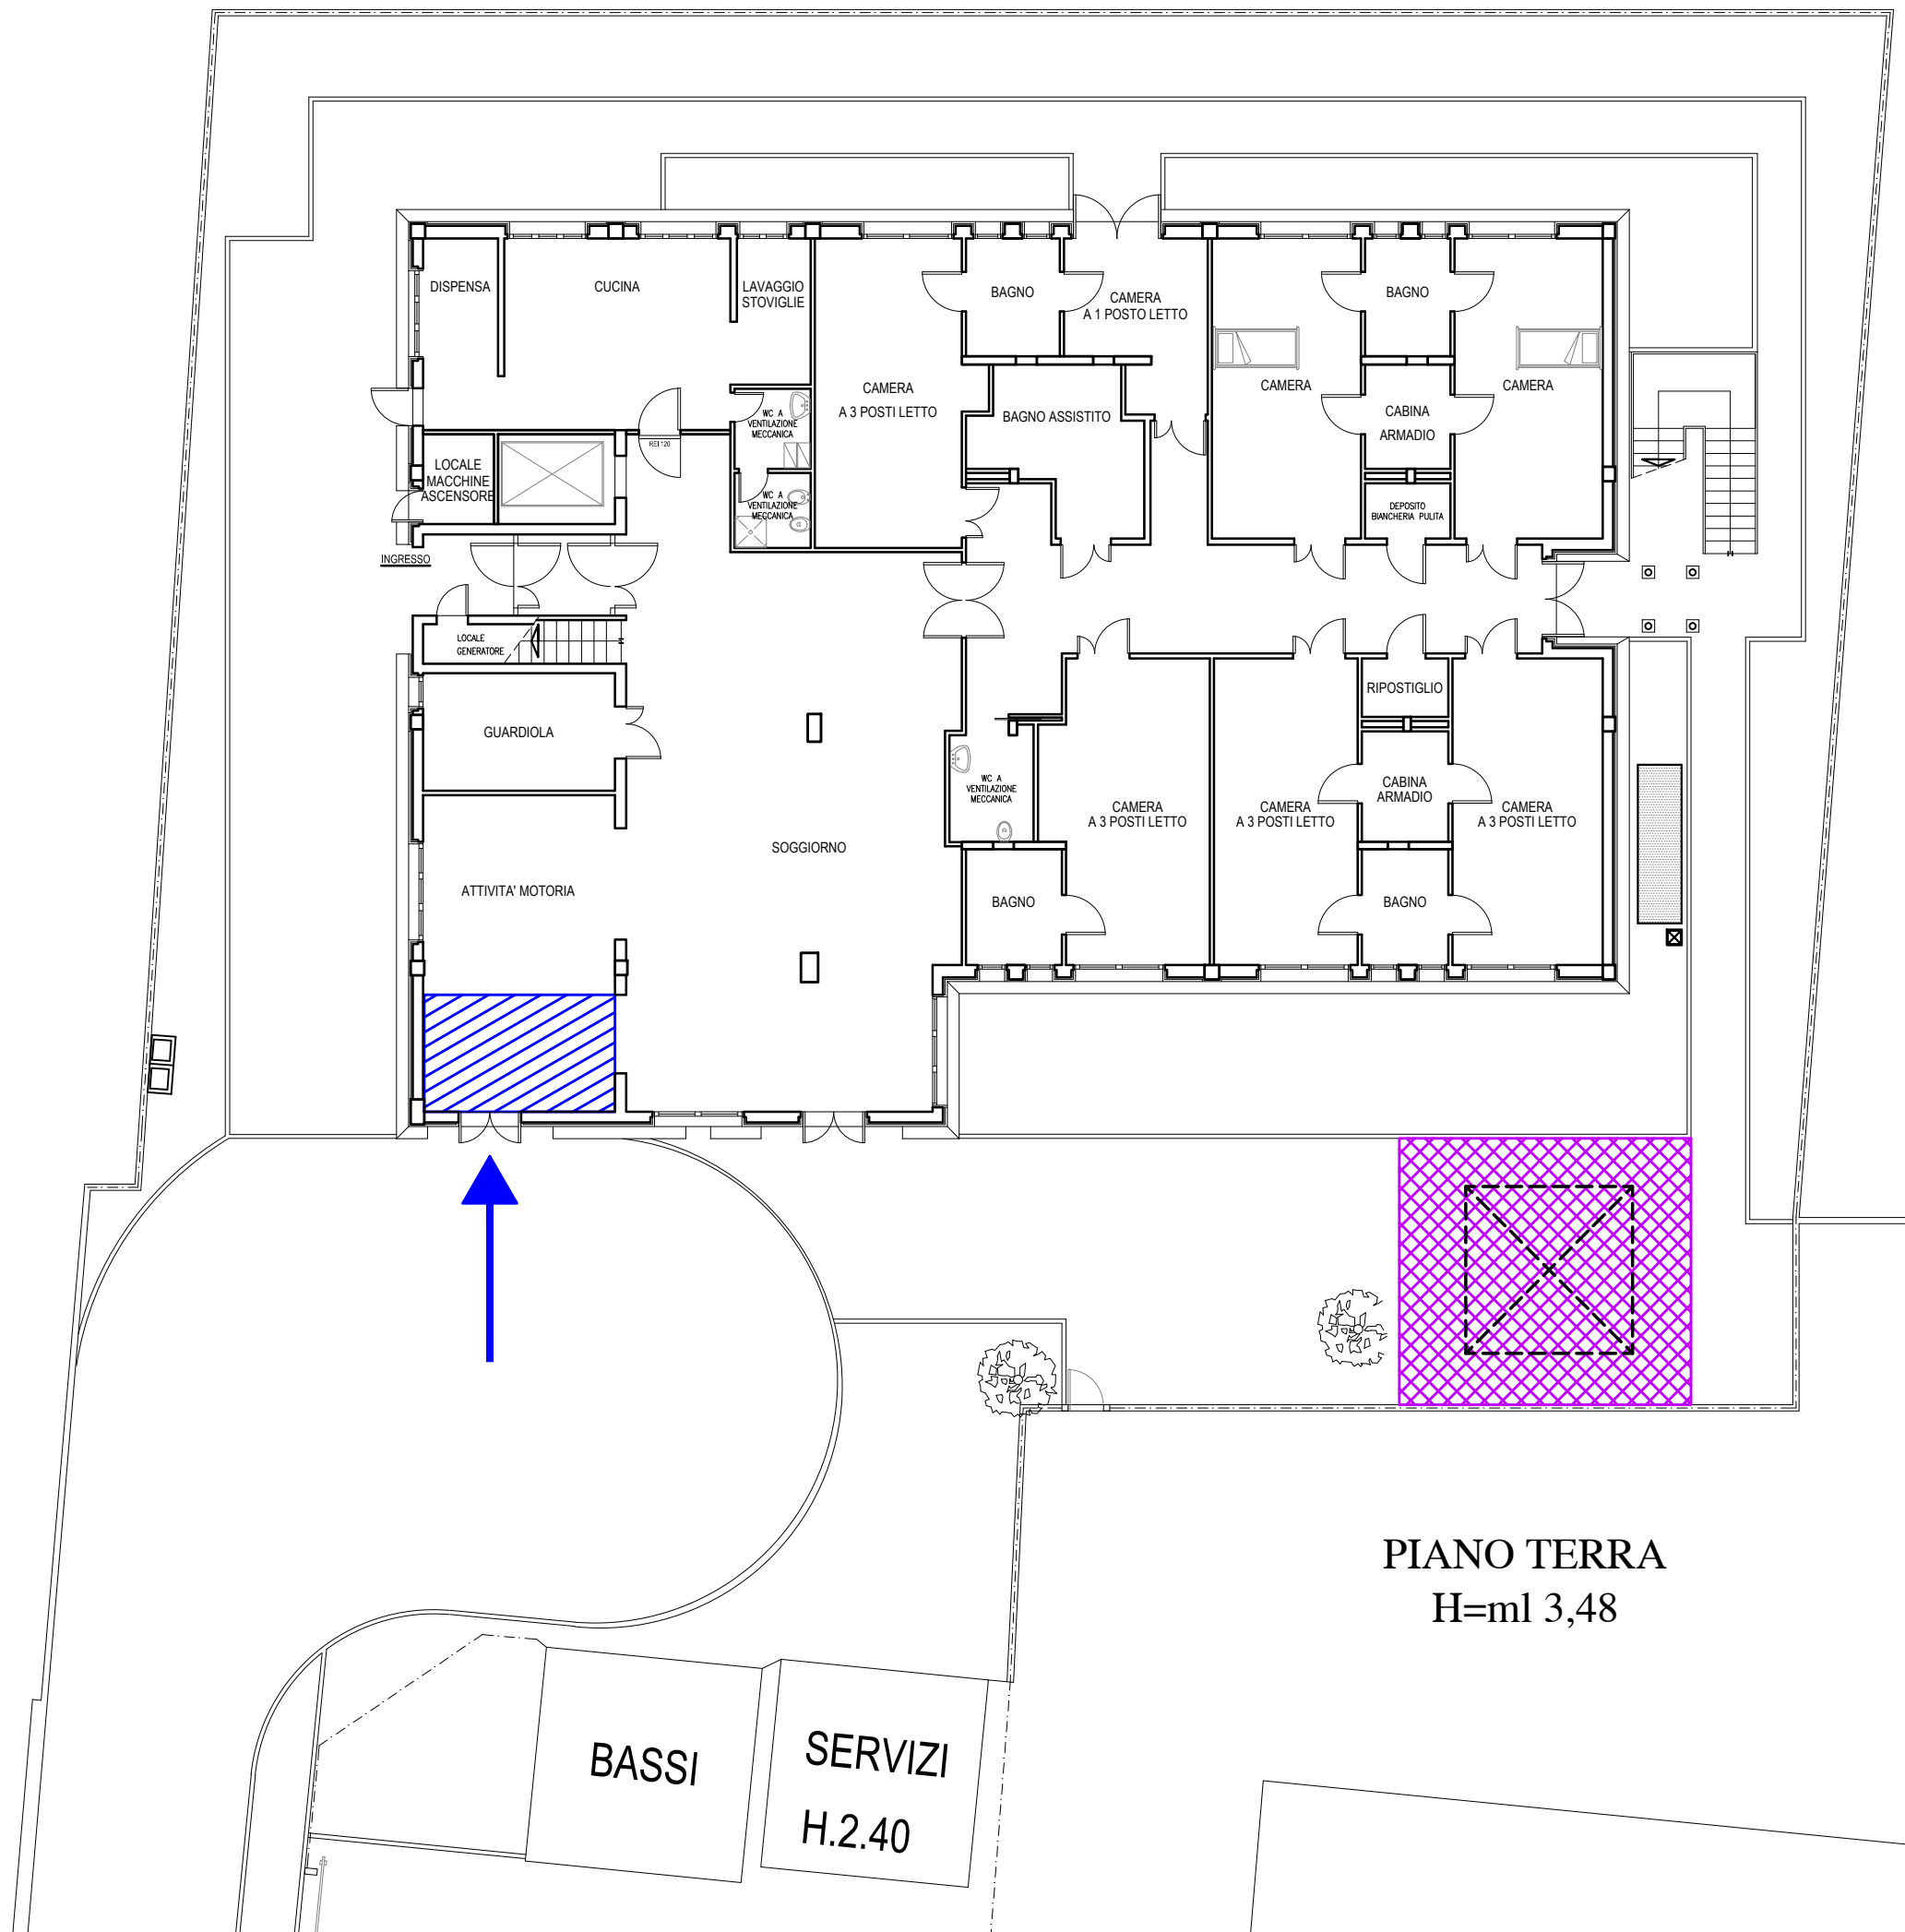 DISPENSA
CUCINA
LAVAGGIO
STOVIGLIE
BAGNO
CAMERA
A 1 POSTO LETTO
BAGNO
CAMERA
A 3 POSTI LETTO
BAGNO ASSISTITO
CAMERA
CABINA
ARMADIO
CAMERA
WC A
VENTILAZIONE
MECCANICA
REI 120
LOCALE
MACCHINE
ASCENSORE
WC A
VENTILAZIONE
MECCANICA
DEPOSITO
BIANCHERIA PULITA
INGRESSO
LOCALE
GENERATORE
GUARDIOLA
RIPOSTIGLIO
WC A
VENTILAZIONE
MECCANICA
CABINA
ARMADIO
CAMERA
A 3 POSTI LETTO
CAMERA
A 3 POSTI LETTO
CAMERA
A 3 POSTI LETTO
SOGGIORNO
ATTIVITA' MOTORIA
BAGNO
BAGNO
PIANO TERRA
H=ml 3,48
BASSI
SERVIZI
H.2.40